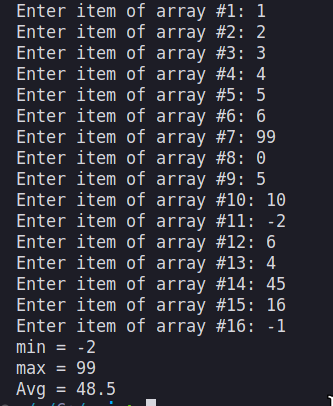 Enter item of array #1: 1
Enter item of array #2: 2
Enter item of array #3: 3
Enter item of array #4: 4
Enter item of array #5: 5
Enter item of array #6: 6
Enter item of array #7: 99
Enter item of array #8: 0
Enter item of array #9: 5
Enter item of array #10: 10
Enter item of array #11: -2
Enter item of array #12: 6
Enter item of array #13: 4
Enter item of array #14: 45
Enter item of array #15: 16
Enter item of array #16: -1
min = -2
max = 99
Avg = 48.5